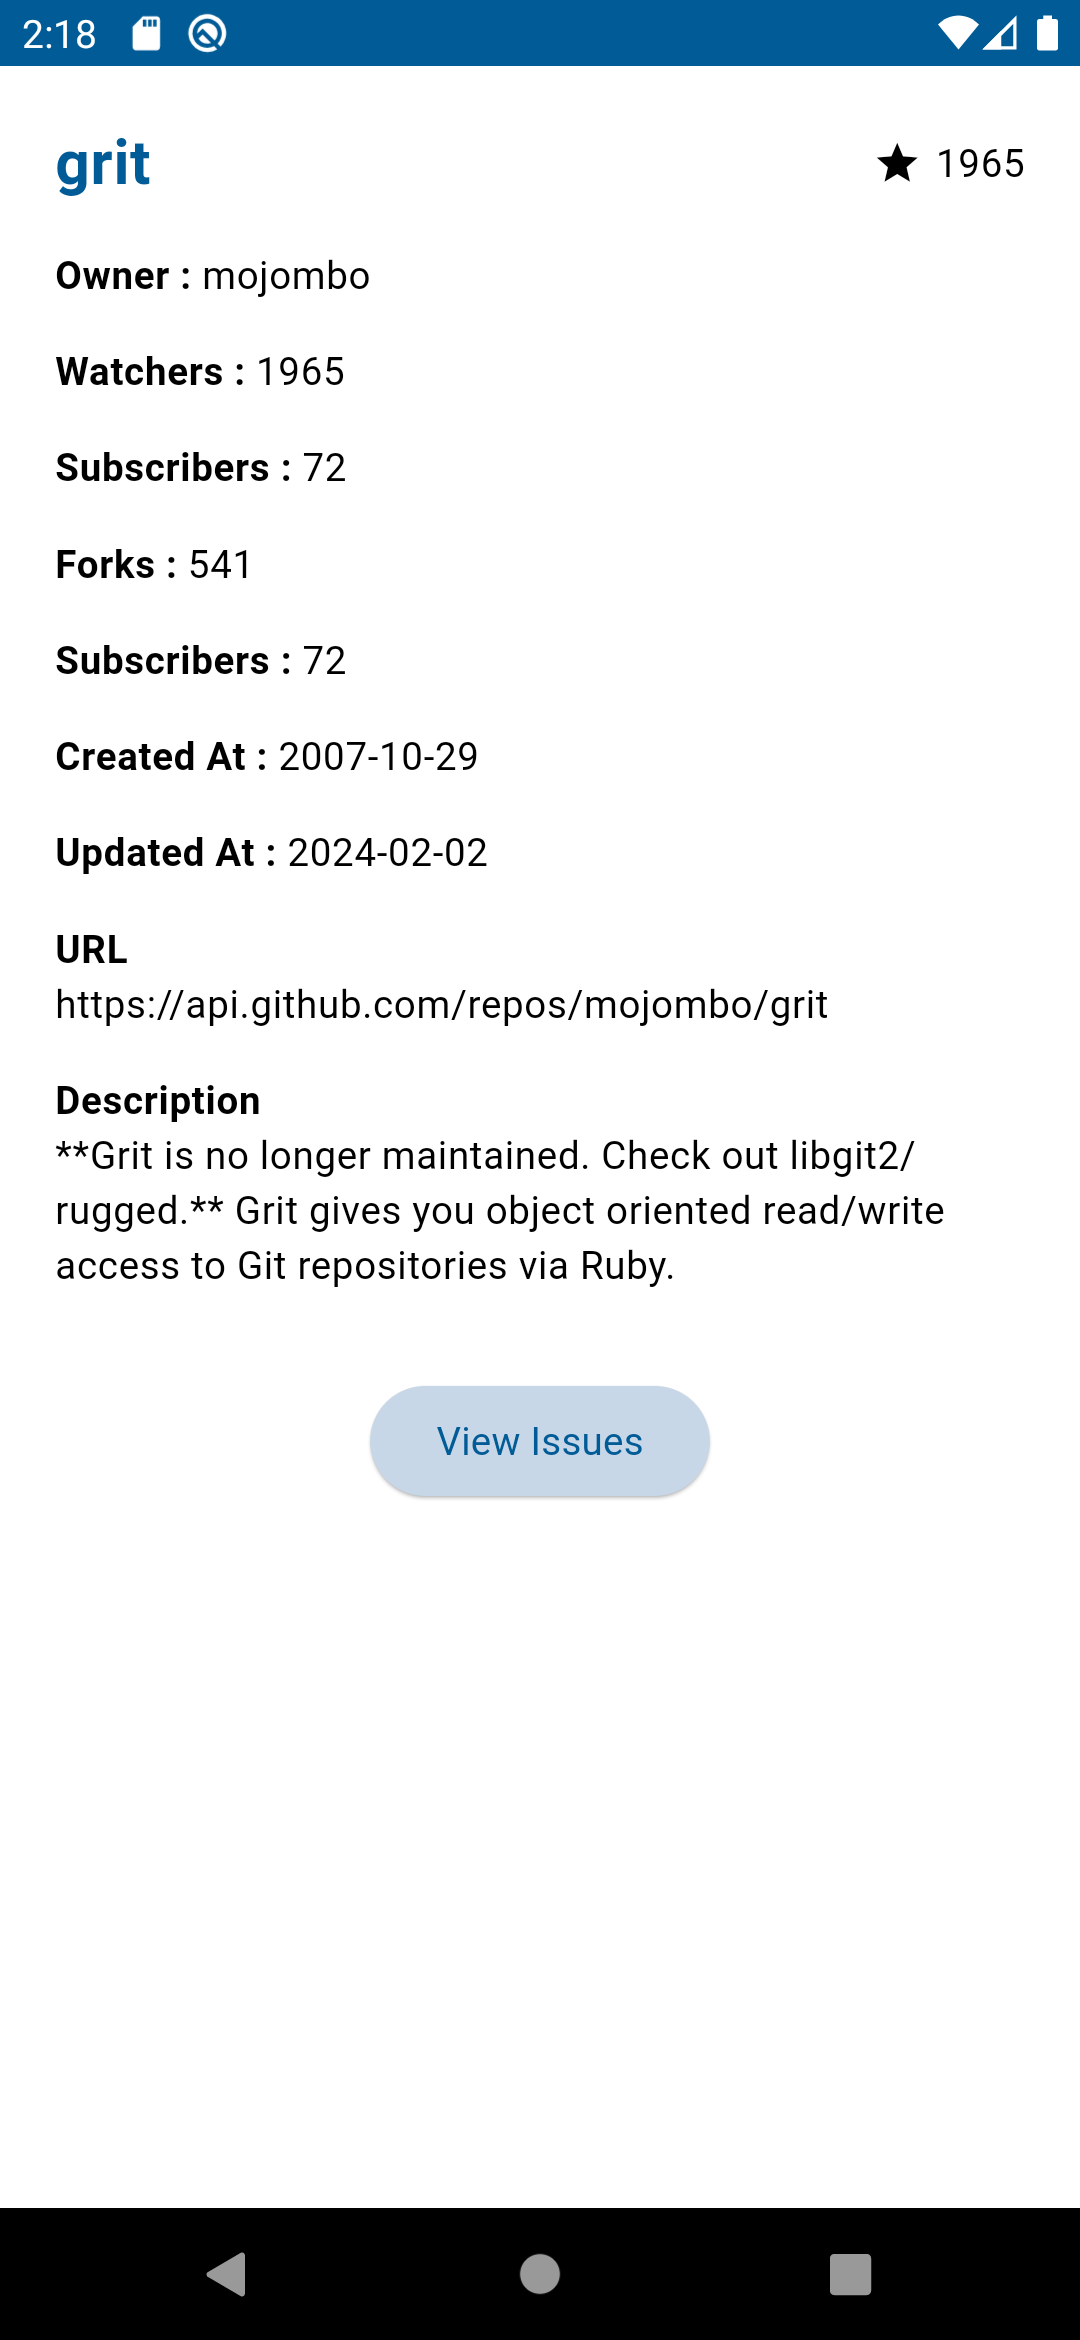 2:18
grit
1965
Owner : mojombo
Watchers : 1965
Subscribers : 72
Forks : 541
Subscribers : 72
Created At : 2007-10-29
Updated At : 2024-02-02
URL
https://api.github.com/repos/mojombo/grit
Description
**Grit is no longer maintained. Check out libgit2/
rugged.** Grit gives you object oriented read/write
access to Git repositories via Ruby.
View Issues